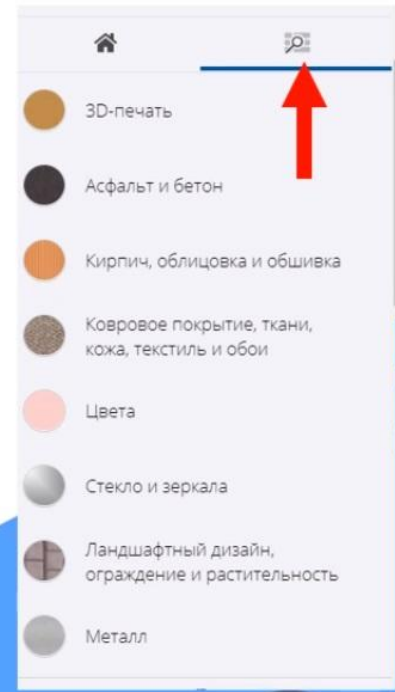 3D-печать
Асфальт и бетон
Кирпич, облицовка и обшивка
Ковровое покрытие, ткани,
кожа, текстиль и обои
Цвета
Стекло и зеркала
Ландшафтный дизайн,
ограждение и растительность
Металл